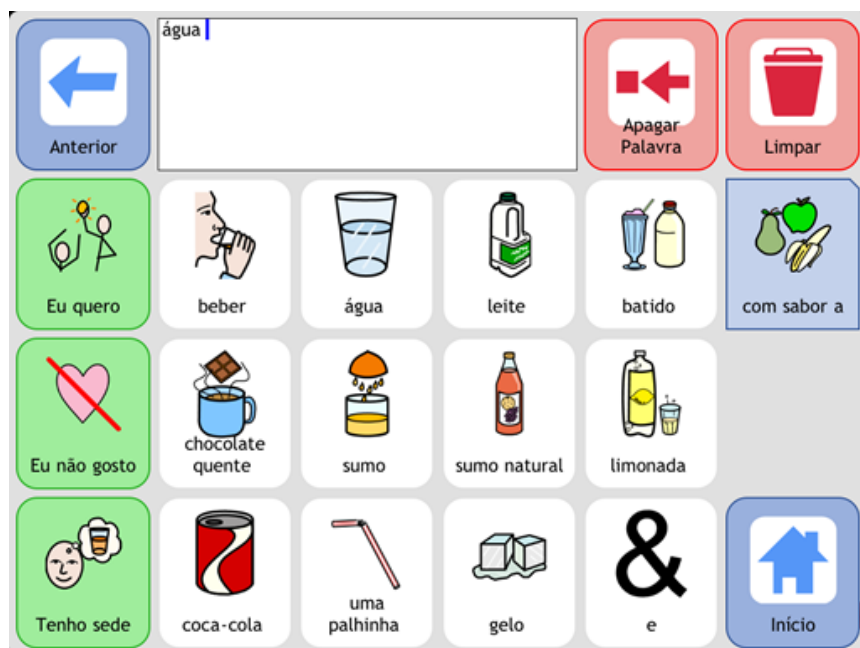 água
Anterior
Apagar
Palavra
Limpar
Eu quero
beber
água
leite
batido
com sabor a
Eu não gosto
chocolate
quente
sumo
sumo natural
limonada
Tenho sede
coca-cola
uma
palhinha
gelo
&
e
Início